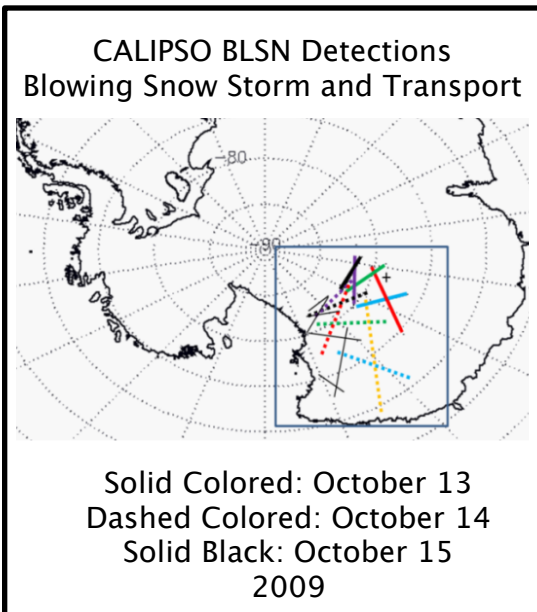 CALIPSO BLSN Detections
Blowing Snow Storm and Transport
-80
-90
Solid Colored: October 13
Dashed Colored: October 14
Solid Black: October 15
2009